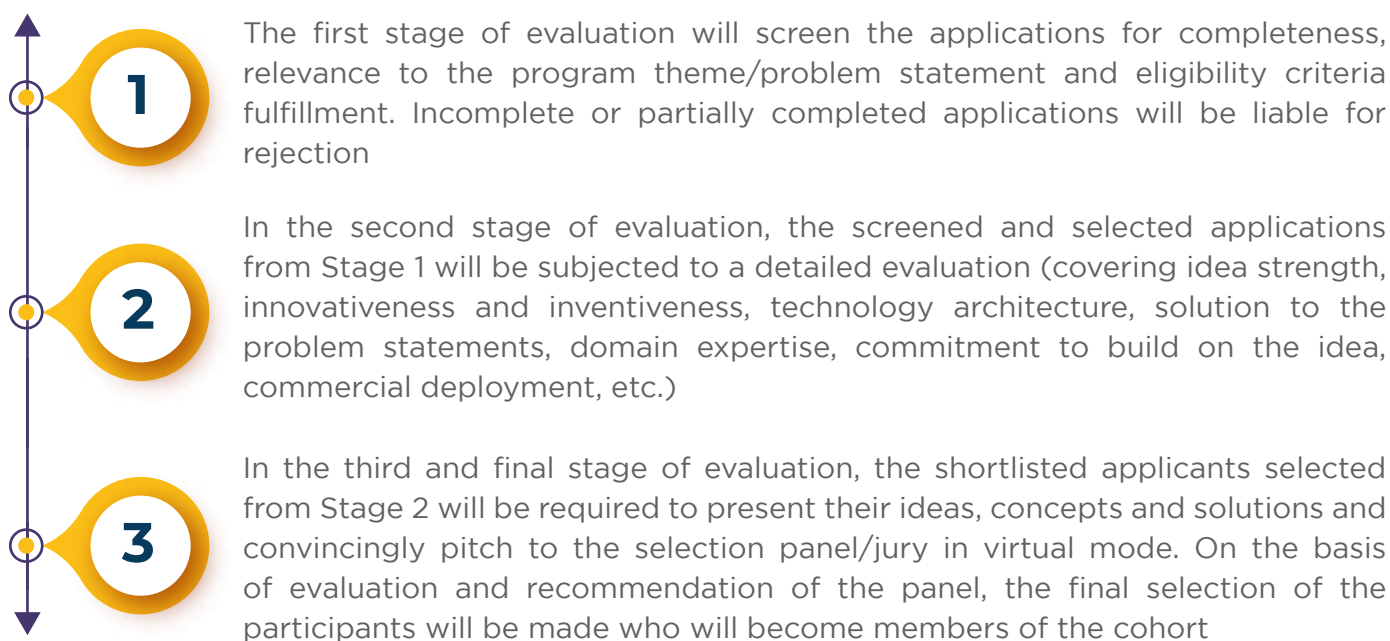 1
The first stage of evaluation will screen the applications for completeness,
relevance to the program theme/problem statement and eligibility criteria
fulfillment. Incomplete or partially completed applications will be liable for
rejection
2
In the second stage of evaluation, the screened and selected applications
from Stage 1 will be subjected to a detailed evaluation (covering idea strength,
innovativeness and inventiveness, technology architecture, solution to the
problem statements, domain expertise, commitment to build on the idea,
commercial deployment, etc.)
3
In the third and final stage of evaluation, the shortlisted applicants selected
from Stage 2 will be required to present their ideas, concepts and solutions and
convincingly pitch to the selection panel/jury in virtual mode. On the basis
of evaluation and recommendation of the panel, the final selection of the
participants will be made who will become members of the cohort